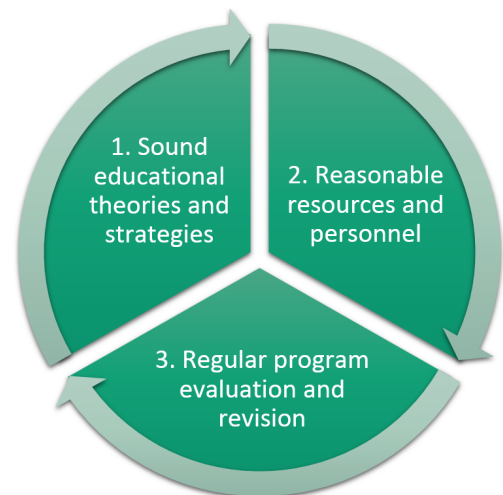 1. Sound
educational
theories and
strategies
2. Reasonable
resources and
personnel
3. Regular program
evaluation and
revision